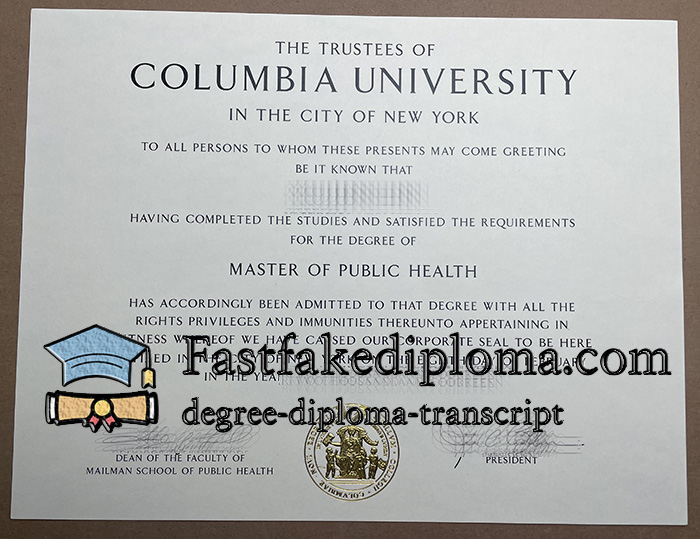 THE TRUSTEES OF
COLUMBIA UNIVERSITY
IN THE CITY OF NEW YORK
TO ALL PERSONS TO WHOM THESE PRESENTS MAY COME GREETING
BE IT KNOWN THAT
HAVING COMPLETED THE STUDIES AND SATISFIED THE REQUIREMENTS
FOR THE DEGREE OF
MASTER OF PUBLIC HEALTH
HAS ACCORDINGLY BEEN ADMITTED TO THAT DEGREE WITH ALL THE
RIGHTS PRIVILEGES AND IMMUNITIES THEREUNTO APPERTAINING IN
WHEREOF WE HAVE CAUSED OUR CORPORATE SEAL TO BE HERE
Fastfakediploma.com
IN THE YEAR
degree-diploma-transcript
DEAN OF THE FACULTY OF
MAILMAN SCHOOL OF PUBLIC HEALTH
PRESIDENT